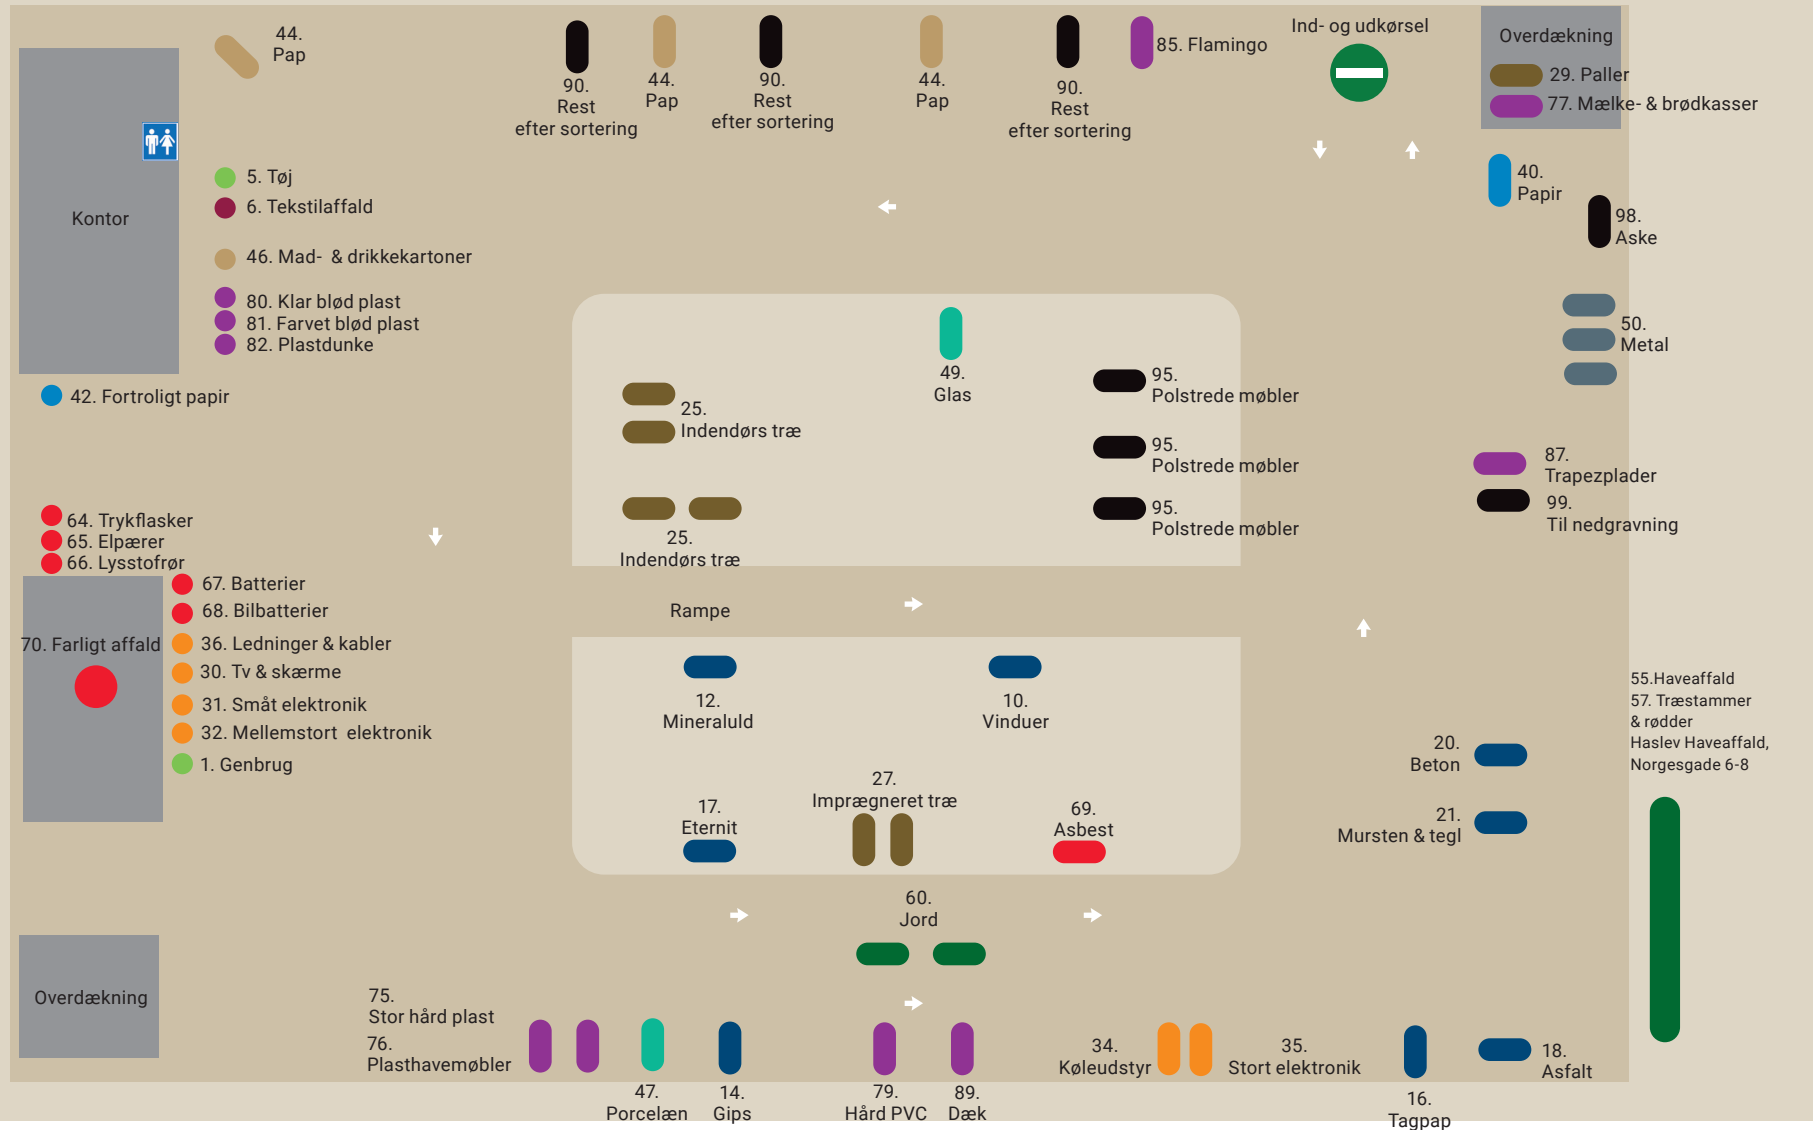 44.
Pap
90.
Rest
efter sortering
44.
Pap
90.
Rest
efter sortering
44.
Pap
90.
Rest
efter sortering
85. Flamingo
Ind- og udkørsel
Overdækning
29. Paller
77. Mælke- & brødkasser
40.
Papir
98.
Aske
Kontor
5. Tøj
6. Tekstilaffald
46. Mad- & drikkekartoner
80. Klar blød plast
81. Farvet blød plast
82. Plastdunke
42. Fortroligt papir
49.
Glas
25.
Indendørs træ
25.
Indendørs træ
95.
Polstrede møbler
95.
Polstrede møbler
95.
Polstrede møbler
50.
Metal
87.
Trapezplader
99.
Til nedgravning
64. Trykflasker
65. Elpærer
66. Lysstofrør
67. Batterier
68. Bilbatterier
70. Farligt affald
36. Ledninger & kabler
30. Tv & skærme
31. Småt elektronik
32. Mellemstort elektronik
1. Genbrug
Rampe
12.
Mineraluld
10.
Vinduer
17.
Eternit
27.
Imprægneret træ
69.
Asbest
20.
Beton
21.
Mursten & tegl
55.Haveaffald
57. Træstammer
& rødder
Haslev Haveaffald,
Norgesgade 6-8
60.
Jord
Overdækning
75.
Stor hård plast
76.
Plasthavemøbler
47.
Porcelæn
14.
Gips
79.
Hård PVC
89.
Dæk
34.
Køleudstyr
35.
Stort elektronik
16.
Tagpap
18.
Asfalt